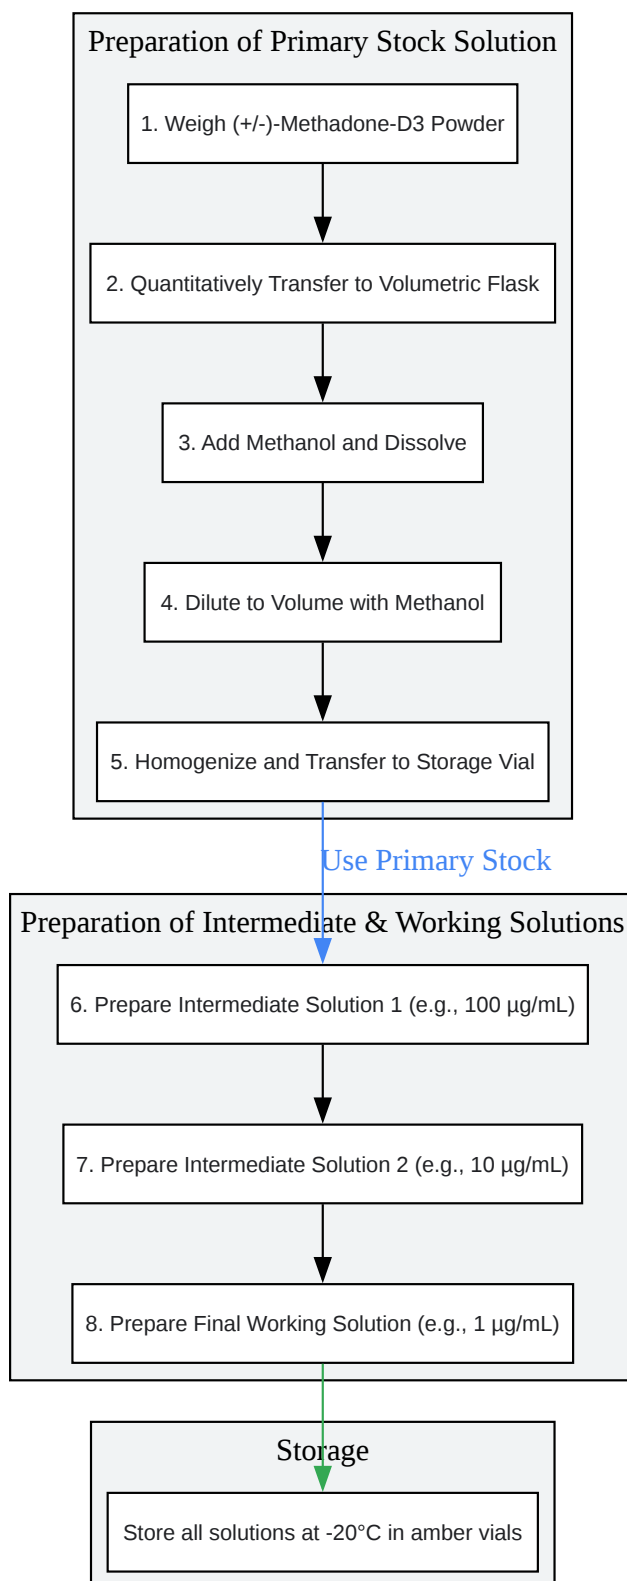 Preparation of Primary Stock Solution
1. Weigh (+/-)-Methadone-D3 Powder
2. Quantitatively Transfer to Volumetric Flask
3. Add Methanol and Dissolve
4. Dilute to Volume with Methanol
5. Homogenize and Transfer to Storage Vial
Use Primary Stock
Preparation of Intermediate & Working Solutions
6. Prepare Intermediate Solution 1 (e.g., 100 µg/mL)
7. Prepare Intermediate Solution 2 (e.g., 10 µg/mL)
8. Prepare Final Working Solution (e.g., 1 µg/mL)
Storage
Store all solutions at -20°C in amber vials